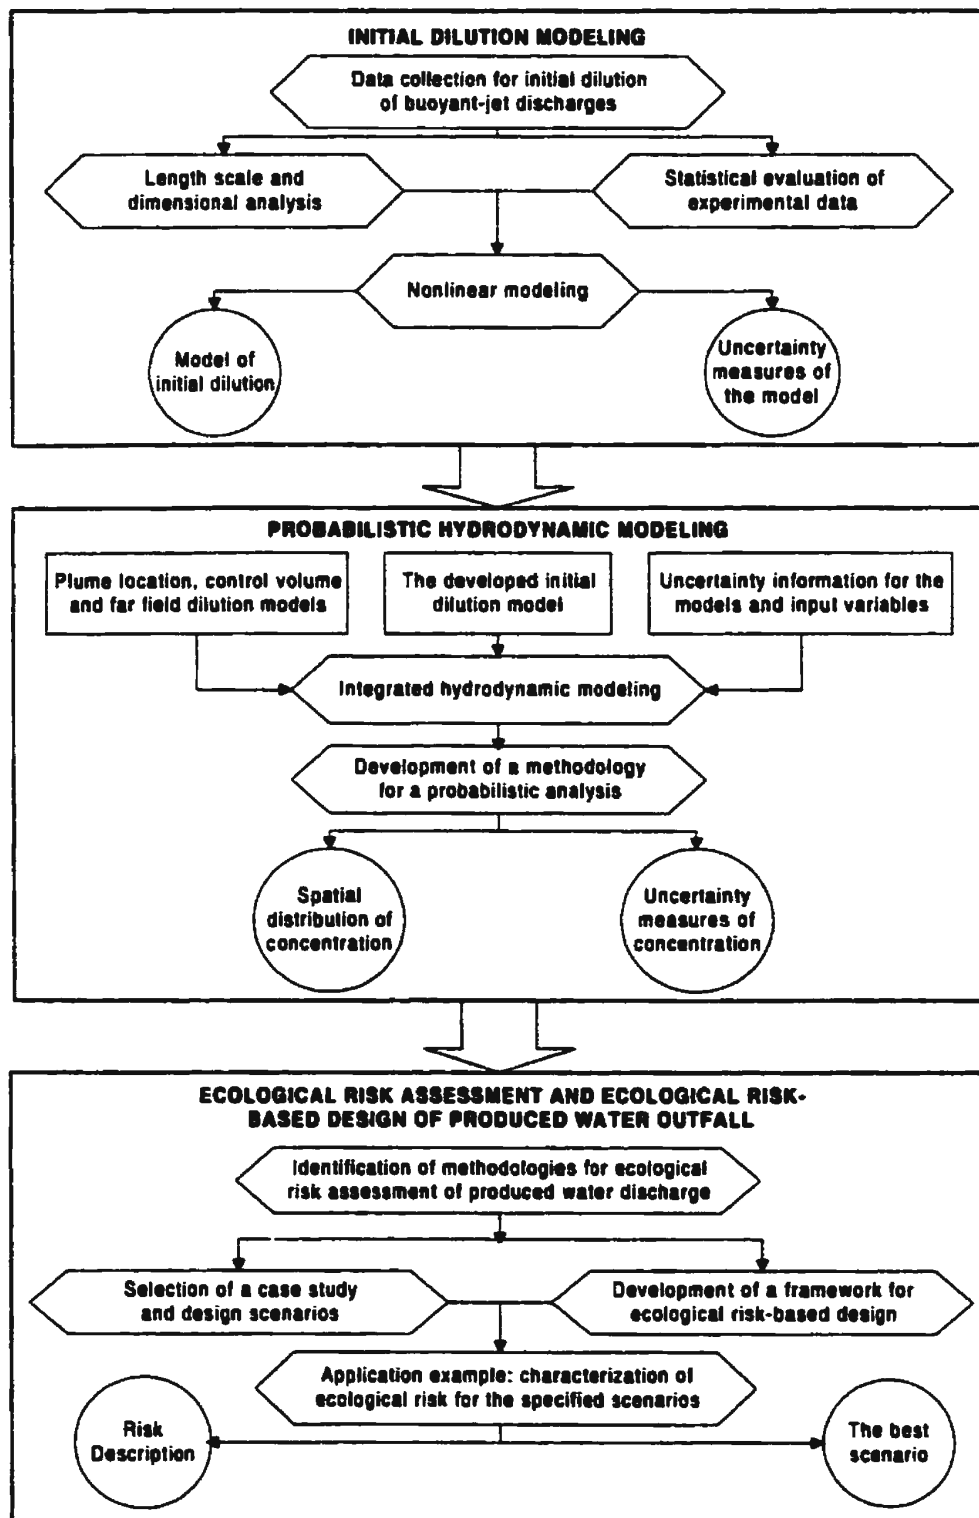 INITIAL DILUTION MODELING
Data collection for initial dilution
of buoyant-jet discharges
Length scale and
dimensional analysis
Statistical evaluation of
experimental data
Nonlinear modeling
Model of
initial dilution
Uncertainty
measures of
the model
PROBABILISTIC HYDRODYNAMIC MODELING
Plume location, control volume
and far field dilution models
The developed initial
dilution model
Uncertainty information for the
models and input variables
Integrated hydrodynamic modeling
Development of a methodology
for a probabilistic analysis
Spatial
distribution of
concentration
Uncertainty
measures of
concentration
ECOLOGICAL RISK ASSESSMENT AND ECOLOGICAL RISK-
BASED DESIGN OF PRODUCED WATER OUTFALL
Identification of methodologies for ecological
risk assessment of produced water discharge
Selection of a case study
and design scenarios
Development of a framework for
ecological risk-based design
Application example: characterization of
ecological risk for the specified scenarios
Risk
Description
The best
scenario